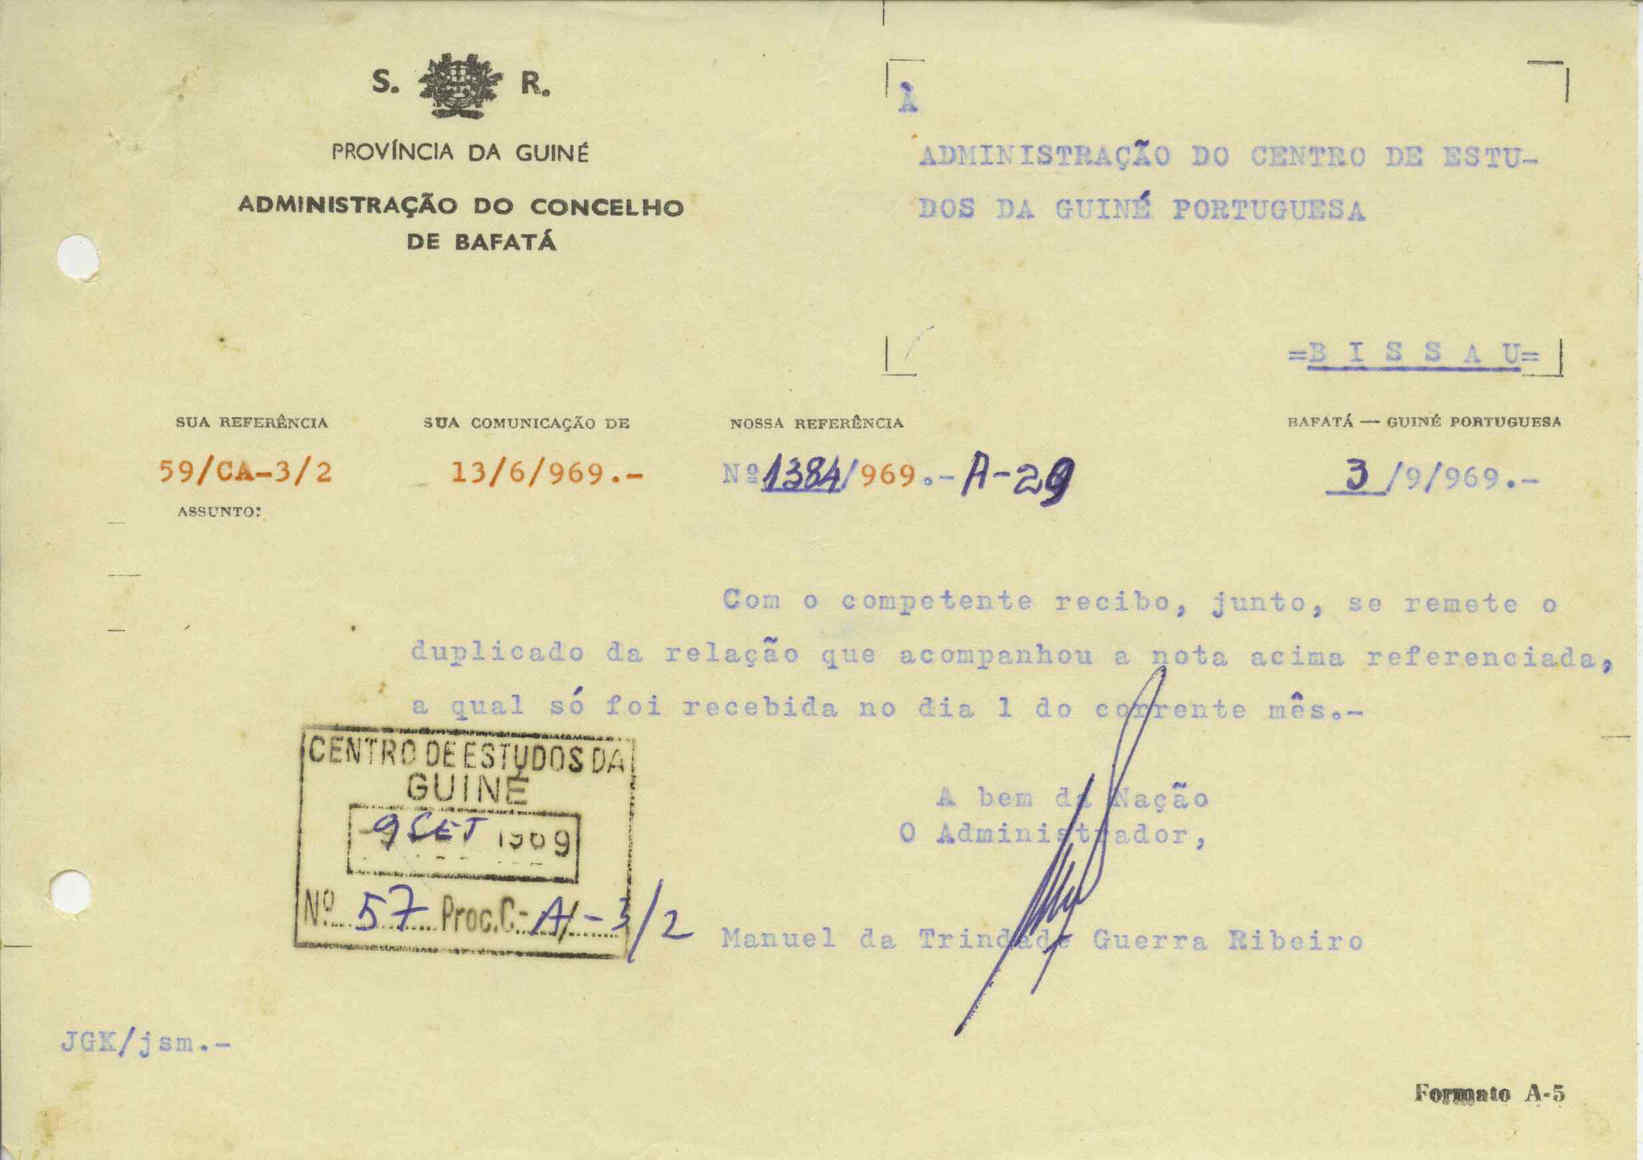 S. R.
PROVÍNCIA DA GUINÉ
ADMINISTRAÇÃO DO CONCELHO
DE BAFATÁ
À
ADMINISTRAÇÃO DO CENTRO DE ESTU-
DOS DA GUINÉ PORTUGUESA
=B I S S A U=
SUA REFERÊNCIA SUA COMUNICAÇÃO DE NOSSA REFERÊNCIA BAFATÁ — GUINÉ PORTUGUESA
59/CA-3/2 13/6/969.- Nº 1384/969.- A-29 3/9/969.-
ASSUNTO:
Com o competente recibo, junto, se remete o
duplicado da relação que acompanhou a nota acima referenciada,
a qual só foi recebida no dia 1 do corrente mês.-
CENTRO DE ESTUDOS DA
GUINÉ
-9 SET 1969
Nº 57 Proc. C-A/-3/2
A bem da Nação
O Administrador,
Manuel da Trindade Guerra Ribeiro
JGK/jsm.-
Formato A-5